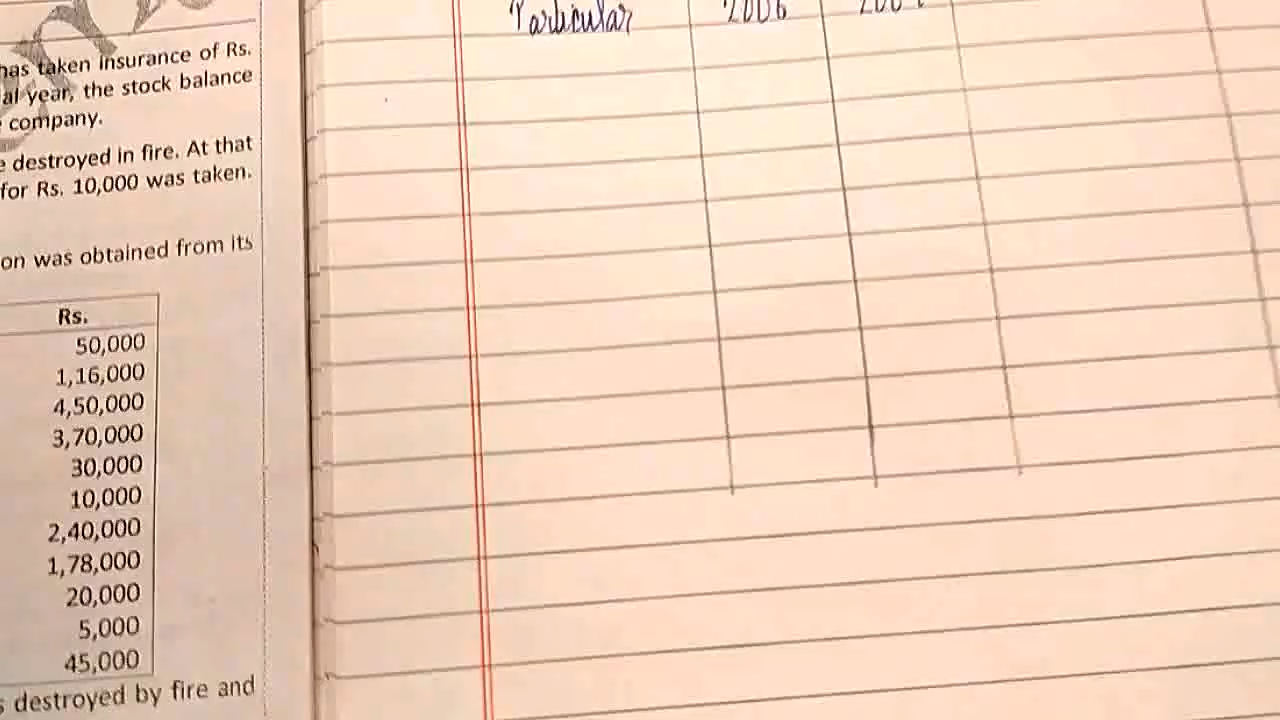 has taken insurance of Rs.
al year, the stock balance
company.
destroyed in fire. At that
for Rs. 10,000 was taken.
on was obtained from its
Rs.
50,000
1,16,000
4,50,000
3,70,000
30,000
10,000
2,40,000
1,78,000
20,000
5,000
45,000
s destroyed by fire and
Particular 2006